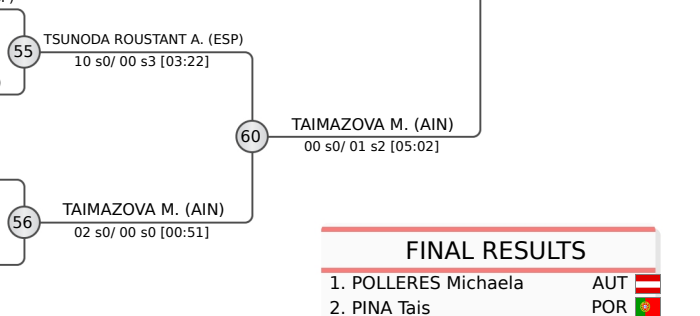 55
TSUNODA ROUSTANT A. (ESP)
10 s0/ 00 s3 [03:22]
60
TAIMAZOVA M. (AIN)
00 s0/ 01 s2 [05:02]
56
TAIMAZOVA M. (AIN)
02 s0/ 00 s0 [00:51]
FINAL RESULTS
1. POLLERES Michaela AUT
2. PINA Tais POR